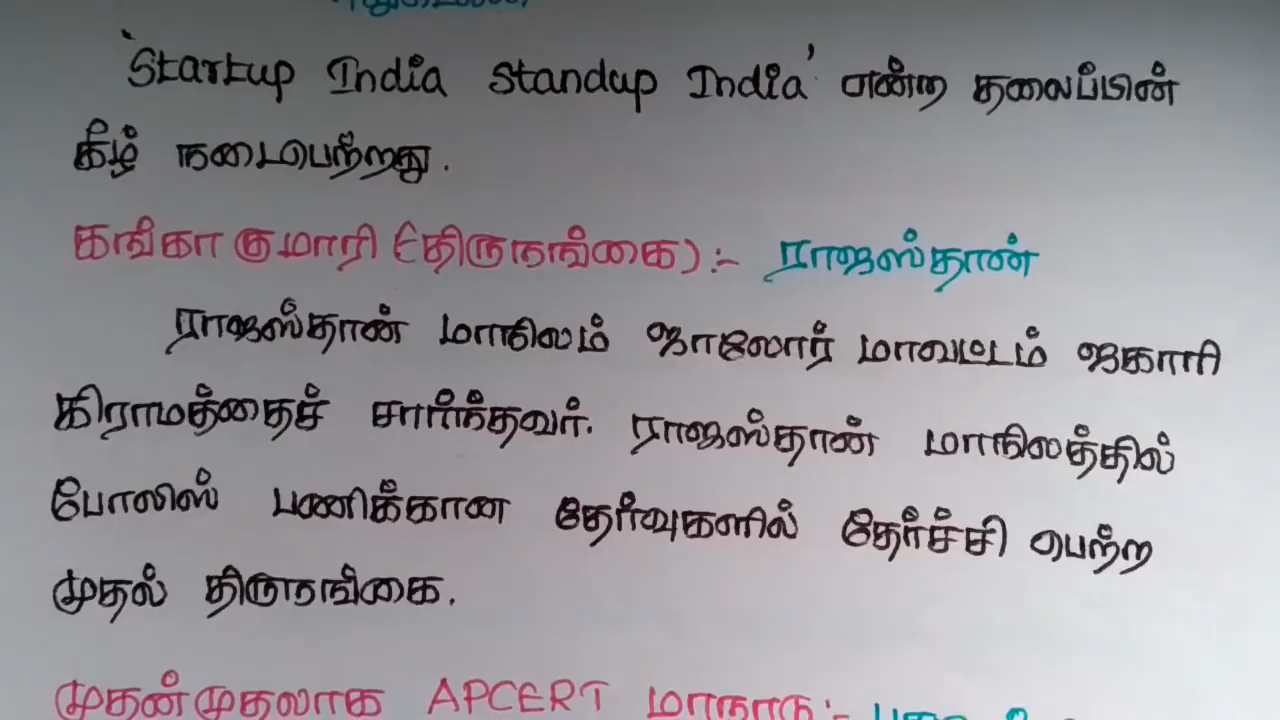 'Startup India Standup India' என்ற தலைப்பின்
கீழ் நடைபெற்றது.
கங்கா குமாரி (திருநங்கை) :- ராஜஸ்தான்
ராஜஸ்தான் மாநிலம் ஜாலோர் மாவட்டம் ஜகாரி
கிராமத்தைச் சார்ந்தவர். ராஜஸ்தான் மாநிலத்தில்
போலிஸ் பணிக்கான தேர்வுகளில் தேர்ச்சி பெற்ற
முதல் திருநங்கை.
முதன்முதலாக APCERT மாநாடு :-